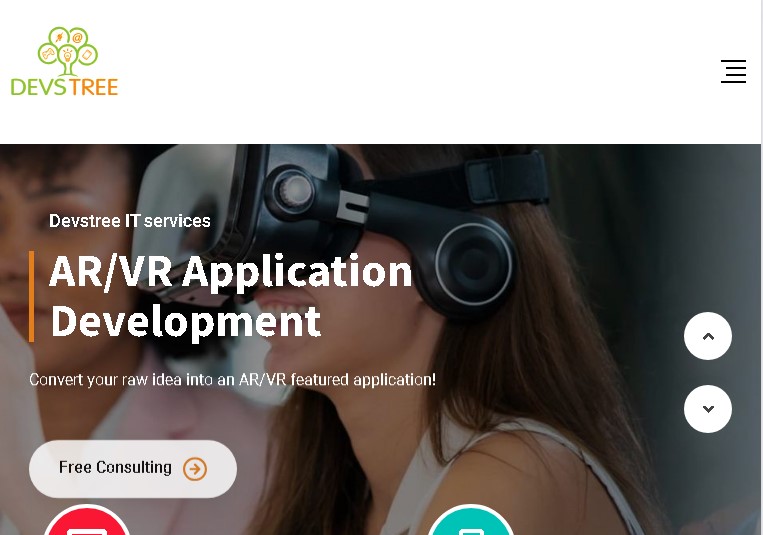 DEVSTREE
Devstree IT services
AR/VR Application
Development
Convert your raw idea into an AR/VR featured application!
Free Consulting